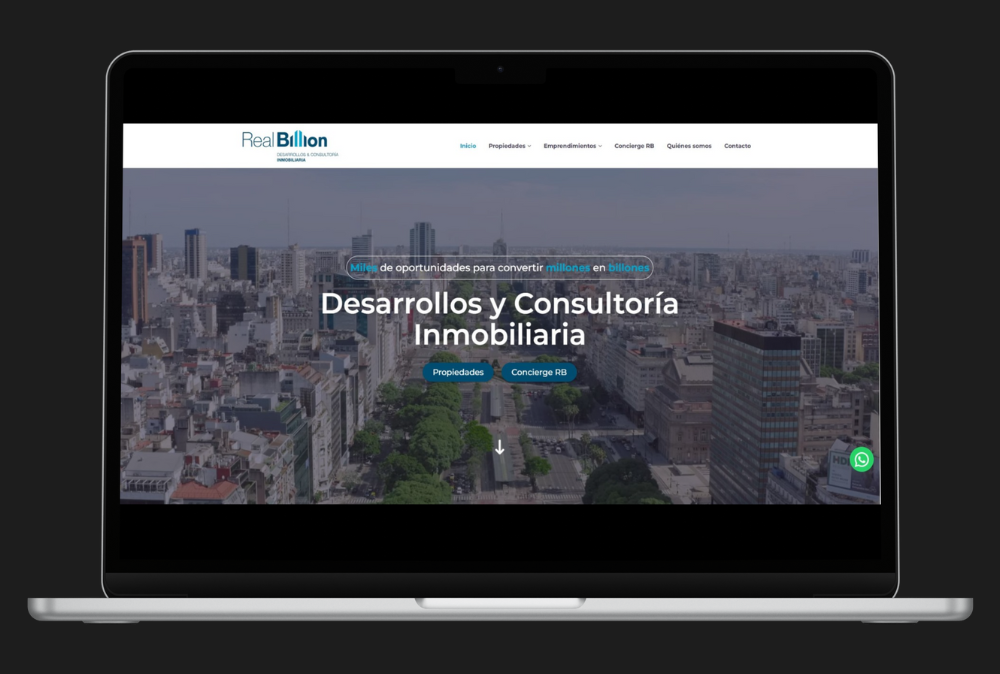 Real Billion
DESARROLLOS & CONSULTORÍA
INMOBILIARIA
Inicio Propiedades Emprendimientos Concierge RB Quiénes somos Contacto
Miles de oportunidades para convertir millones en billones
Desarrollos y Consultoría
Inmobiliaria
Propiedades Concierge RB